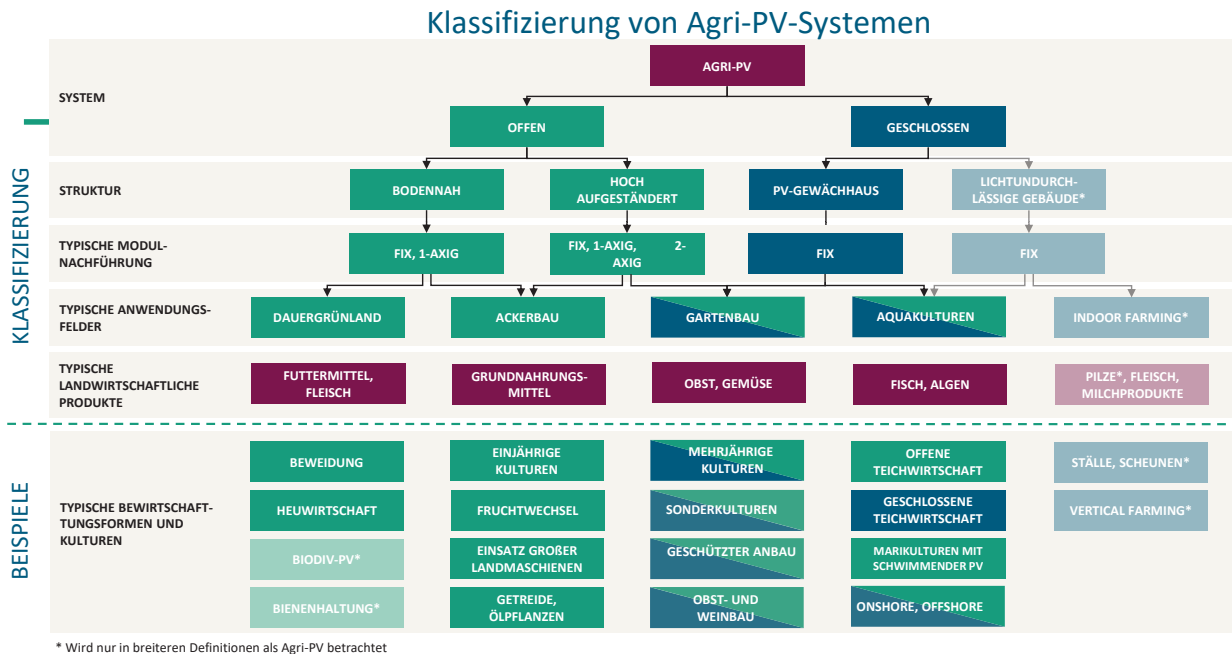 Klassifizierung von Agri-PV-Systemen
KLASSIFIZIERUNG
SYSTEM
AGRI-PV
OFFEN
GESCHLOSSEN
STRUKTUR
BODENNAH
HOCH
AUFGESTÄNDERT
PV-GEWÄCHHAUS
LICHTUNDURCH-
LÄSSIGE GEBÄUDE*
TYPISCHE MODUL-
NACHFÜHRUNG
FIX, 1-AXIG
FIX, 1-AXIG, 2-
AXIG
FIX
FIX
TYPISCHE ANWENDUNGS-
FELDER
DAUERGRÜNLAND
ACKERBAU
GARTENBAU
AQUAKULTUREN
INDOOR FARMING*
TYPISCHE
LANDWIRTSCHAFTLICHE
PRODUKTE
FUTTERMITTEL,
FLEISCH
GRUNDNAHRUNGS-
MITTEL
OBST, GEMÜSE
FISCH, ALGEN
PILZE*, FLEISCH,
MILCHPRODUKTE
BEISPIELE
TYPISCHE BEWIRTSCHAFT-
TUNGSFORMEN UND
KULTUREN
BEWEIDUNG
HEUWIRTSCHAFT
BIODIV-PV*
BIENENHALTUNG*
EINJÄHRIGE
KULTUREN
FRUCHTWECHSEL
EINSATZ GROßER
LANDMASCHIENEN
GETREIDE,
ÖLPFLANZEN
MEHRJÄHRIGE
KULTUREN
SONDERKULTUREN
GESCHÜTZTER ANBAU
OBST- UND
WEINBAU
OFFENE
TEICHWIRTSCHAFT
GESCHLOSSENE
TEICHWIRTSCHAFT
MARIKULTUREN MIT
SCHWIMMENDER PV
ONSHORE, OFFSHORE
STÄLLE, SCHEUNEN*
VERTICAL FARMING*
* Wird nur in breiteren Definitionen als Agri-PV betrachtet